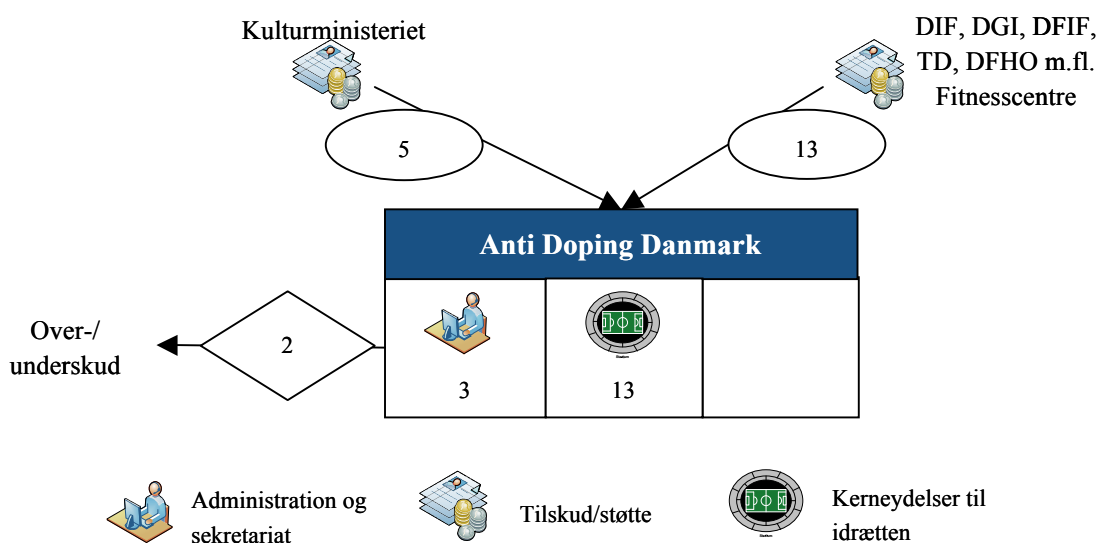 Kulturministeriet
DIF, DGI, DFIF,
TD, DFHO m.fl.
Fitnesscentre
5
13
Anti Doping Danmark
Over-/
underskud
2
3
13
Administration og
sekretariat
Tilskud/støtte
Kerneydelser til
idrætten